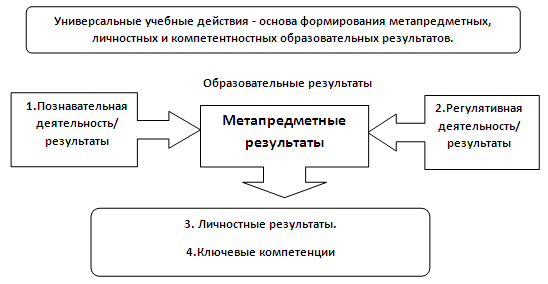 Универсальные учебные действия - основа формирования метапредметных,
личностных и компетентностных образовательных результатов.
Образовательные результаты
1.Познавательная
деятельность/
результаты
Метапредметные
результаты
2.Регулятивная
деятельность/
результаты
3. Личностные результаты.
4.Ключевые компетенции